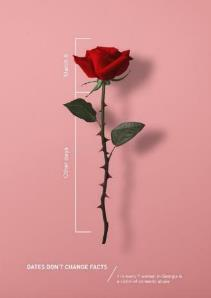 March 8
Other days
DATES DON'T CHANGE FACTS
1 in every 7 women in Georgia is
a victim of domestic abuse